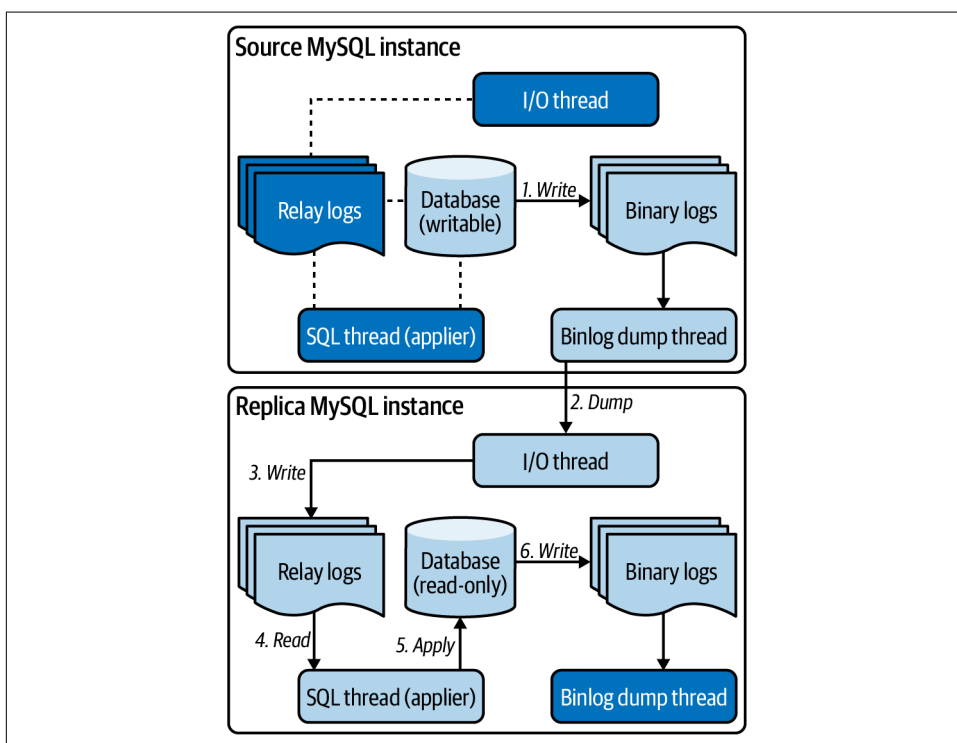 Source MySQL instance
I/O thread
Relay logs
Database
(writable)
1. Write
Binary logs
SQL thread (applier)
Binlog dump thread
2. Dump
Replica MySQL instance
I/O thread
3. Write
Relay logs
Database
(read-only)
6. Write
Binary logs
4. Read
5. Apply
SQL thread (applier)
Binlog dump thread